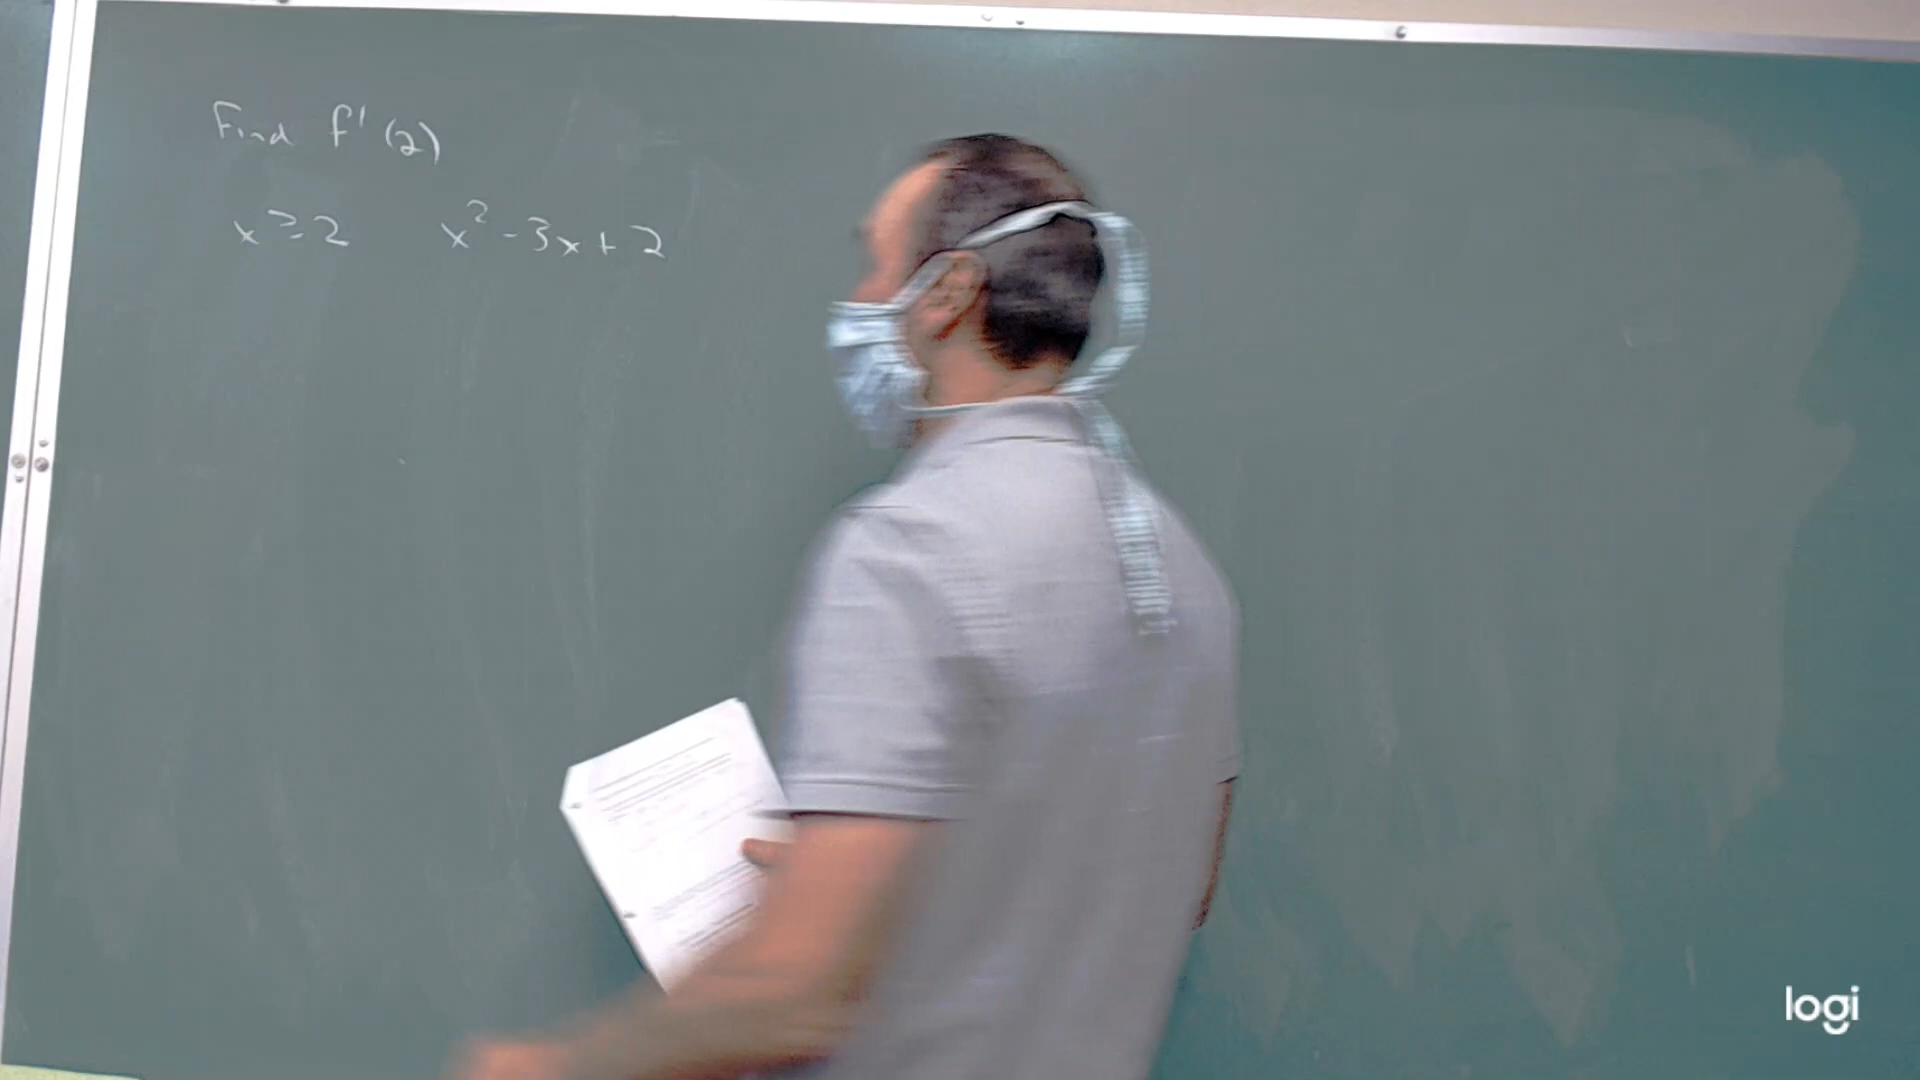 Find f'(2)
x ≥ 2 x² - 3x + 2
logi